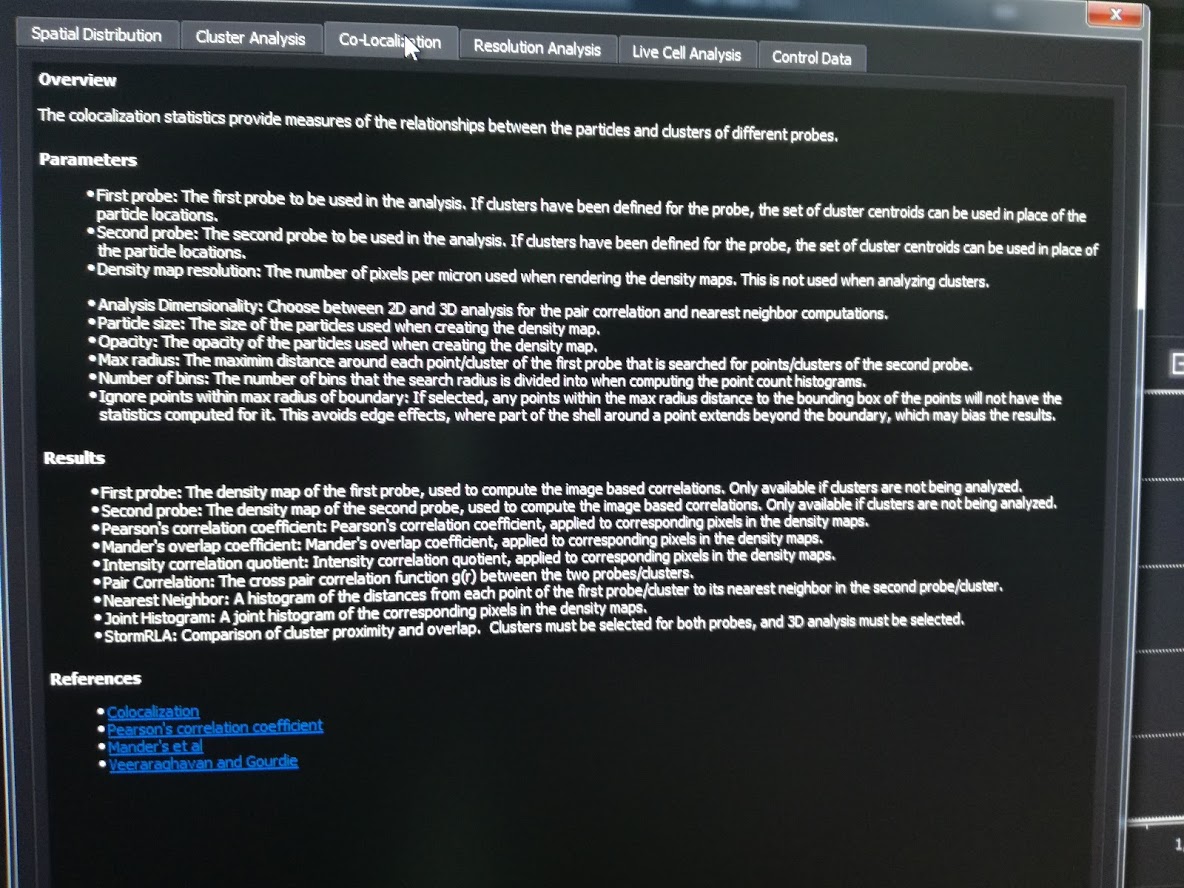 Spatial Distribution
Cluster Analysis
Co-Localization
Resolution Analysis
Live Cell Analysis
Control Data
Overview
The colocalization statistics provide measures of the relationships between the particles and clusters of different probes.
Parameters
•First probe: The first probe to be used in the analysis. If clusters have been defined for the probe, the set of cluster centroids can be used in place of the
particle locations.
•Second probe: The second probe to be used in the analysis. If clusters have been defined for the probe, the set of cluster centroids can be used in place of
the particle locations.
•Density map resolution: The number of pixels per micron used when rendering the density maps. This is not used when analyzing clusters.
•Analysis Dimensionality: Choose between 2D and 3D analysis for the pair correlation and nearest neighbor computations.
•Particle size: The size of the particles used when creating the density map.
•Opacity: The opacity of the particles used when creating the density map.
•Max radius: The maximim distance around each point/cluster of the first probe that is searched for points/clusters of the second probe.
•Number of bins: The number of bins that the search radius is divided into when computing the point count histograms.
•Ignore points within max radius of boundary: If selected, any points within the max radius distance to the bounding box of the points will not have the
statistics computed for it. This avoids edge effects, where part of the shell around a point extends beyond the boundary, which may bias the results.
Results
•First probe: The density map of the first probe, used to compute the image based correlations. Only available if clusters are not being analyzed.
•Second probe: The density map of the second probe, used to compute the image based correlations. Only available if clusters are not being analyzed.
•Pearson's correlation coefficient: Pearson's correlation coefficient, applied to corresponding pixels in the density maps.
•Mander's overlap coefficient: Mander's overlap coefficient, applied to corresponding pixels in the density maps.
•Intensity correlation quotient: Intensity correlation quotient, applied to corresponding pixels in the density maps.
•Pair Correlation: The cross pair correlation function g(r) between the two probes/clusters.
•Nearest Neighbor: A histogram of the distances from each point of the first probe/cluster to its nearest neighbor in the second probe/cluster.
•Joint Histogram: A joint histogram of the corresponding pixels in the density maps.
•StormRLA: Comparison of cluster proximity and overlap. Clusters must be selected for both probes, and 3D analysis must be selected.
References
•Colocalization
•Pearson's correlation coefficient
•Mander's et al
•Veeraraghavan and Gourdie